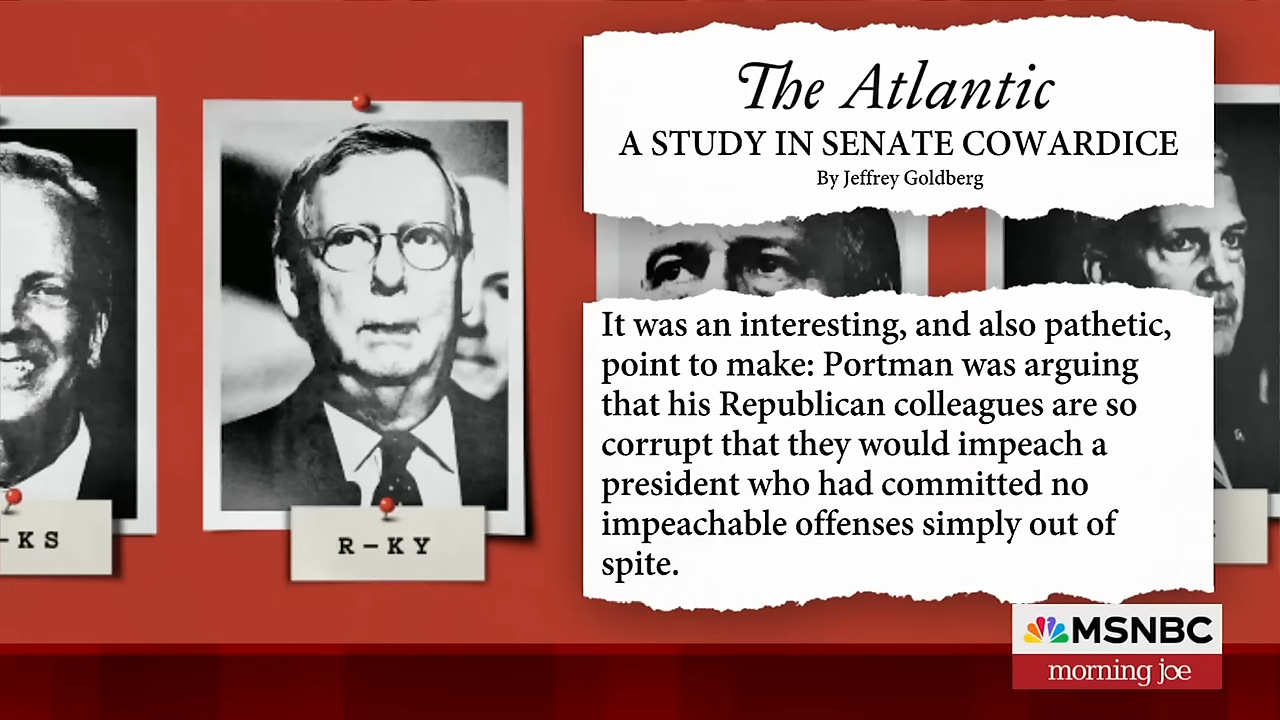 The Atlantic
A STUDY IN SENATE COWARDICE
By Jeffrey Goldberg
It was an interesting, and also pathetic,
point to make: Portman was arguing
that his Republican colleagues are so
corrupt that they would impeach a
president who had committed no
impeachable offenses simply out of
spite.
-KS
R-KY
MSNBC
morning joe